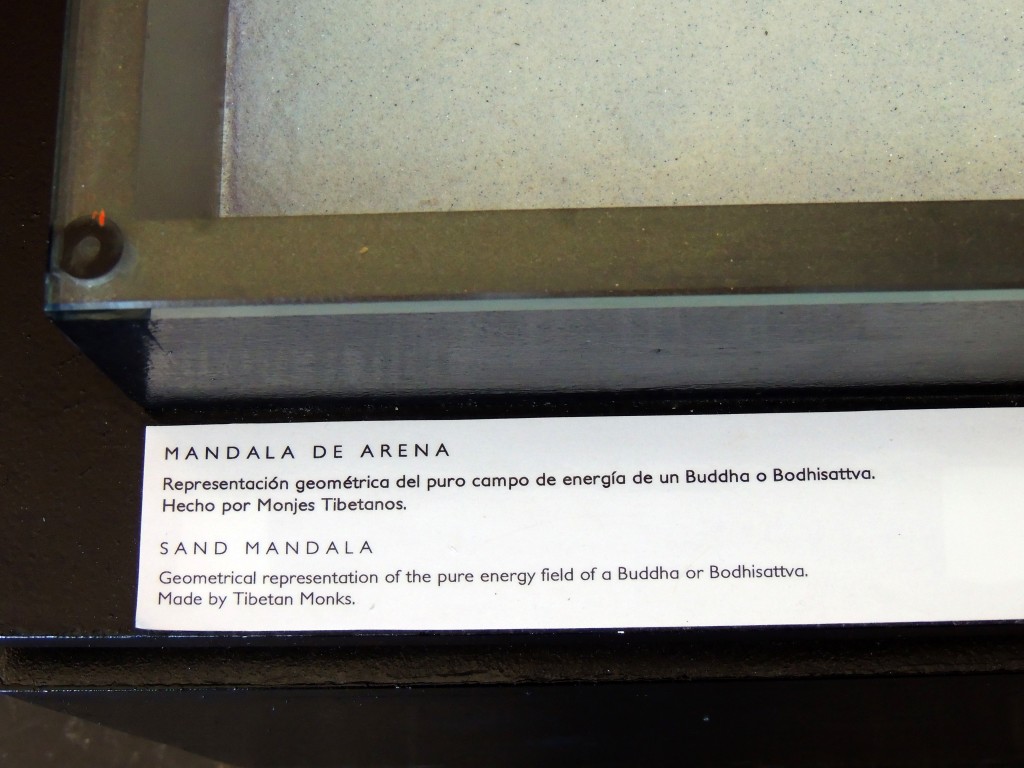 MANDALA DE ARENA
Representación geométrica del puro campo de energía de un Buddha o Bodhisattva.
Hecho por Monjes Tibetanos.
SAND MANDALA
Geometrical representation of the pure energy field of a Buddha or Bodhisattva.
Made by Tibetan Monks.